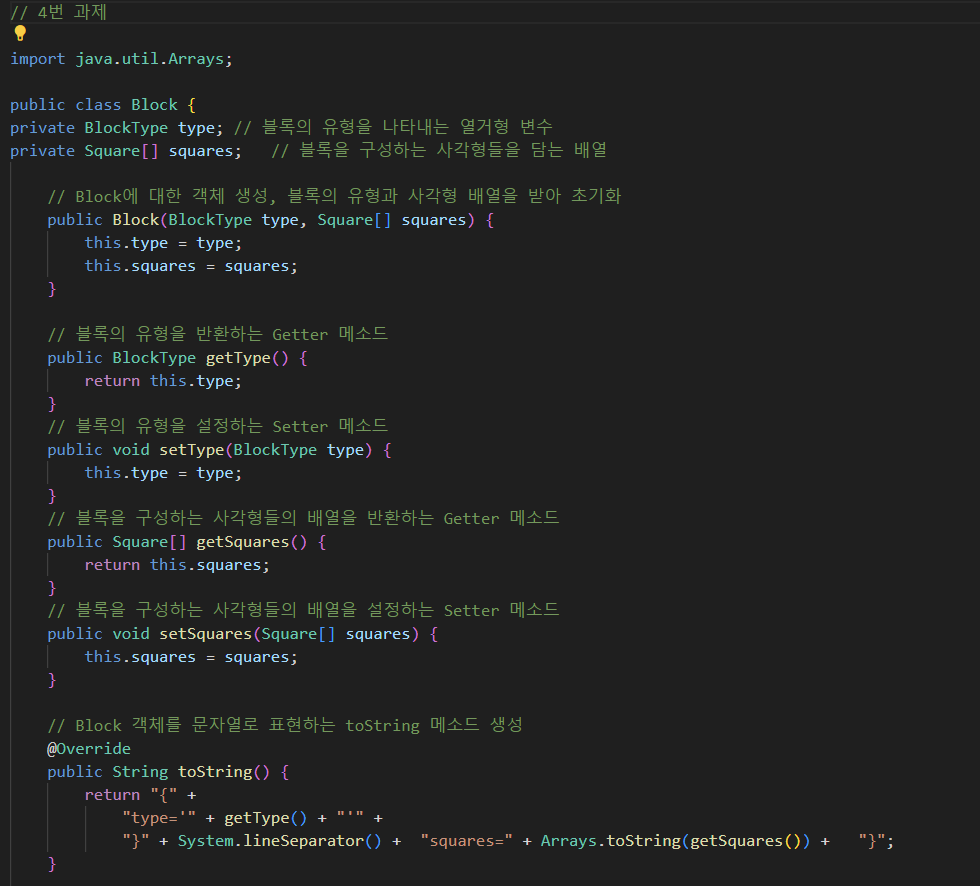 // 4번 과제
import java.util.Arrays;
public class Block {
private BlockType type; // 블록의 유형을 나타내는 열거형 변수
private Square[] squares;   // 블록을 구성하는 사각형들을 담는 배열
    // Block에 대한 객체 생성, 블록의 유형과 사각형 배열을 받아 초기화
    public Block(BlockType type, Square[] squares) {
        this.type = type;
        this.squares = squares;
    }
    // 블록의 유형을 반환하는 Getter 메소드
    public BlockType getType() {
        return this.type;
    }
    // 블록의 유형을 설정하는 Setter 메소드
    public void setType(BlockType type) {
        this.type = type;
    }
    // 블록을 구성하는 사각형들의 배열을 반환하는 Getter 메소드
    public Square[] getSquares() {
        return this.squares;
    }
    // 블록을 구성하는 사각형들의 배열을 설정하는 Setter 메소드
    public void setSquares(Square[] squares) {
        this.squares = squares;
    }
    // Block 객체를 문자열로 표현하는 toString 메소드 생성
    @Override
    public String toString() {
        return "{" +
            "type='" + getType() + "'" +
            "}" + System.lineSeparator() +  "squares=" + Arrays.toString(getSquares()) +   "}";
    }